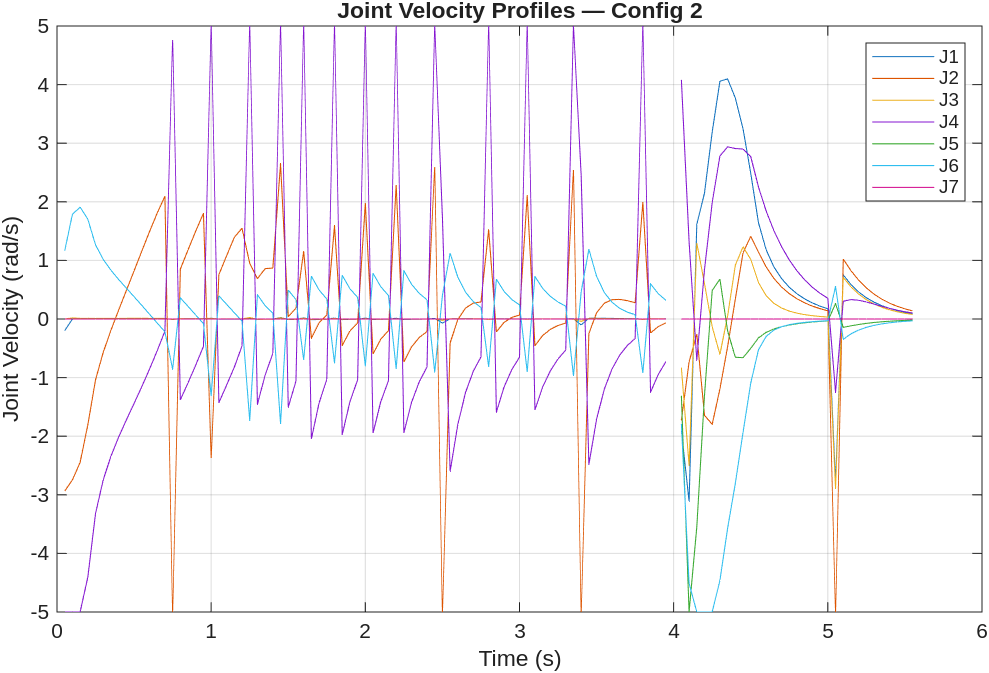 Joint Velocity Profiles — Config 2
5
4
3
2
1
0
-1
-2
-3
-4
-5
Joint Velocity (rad/s)
J1
J2
J3
J4
J5
J6
J7
0 1 2 3 4 5 6
Time (s)